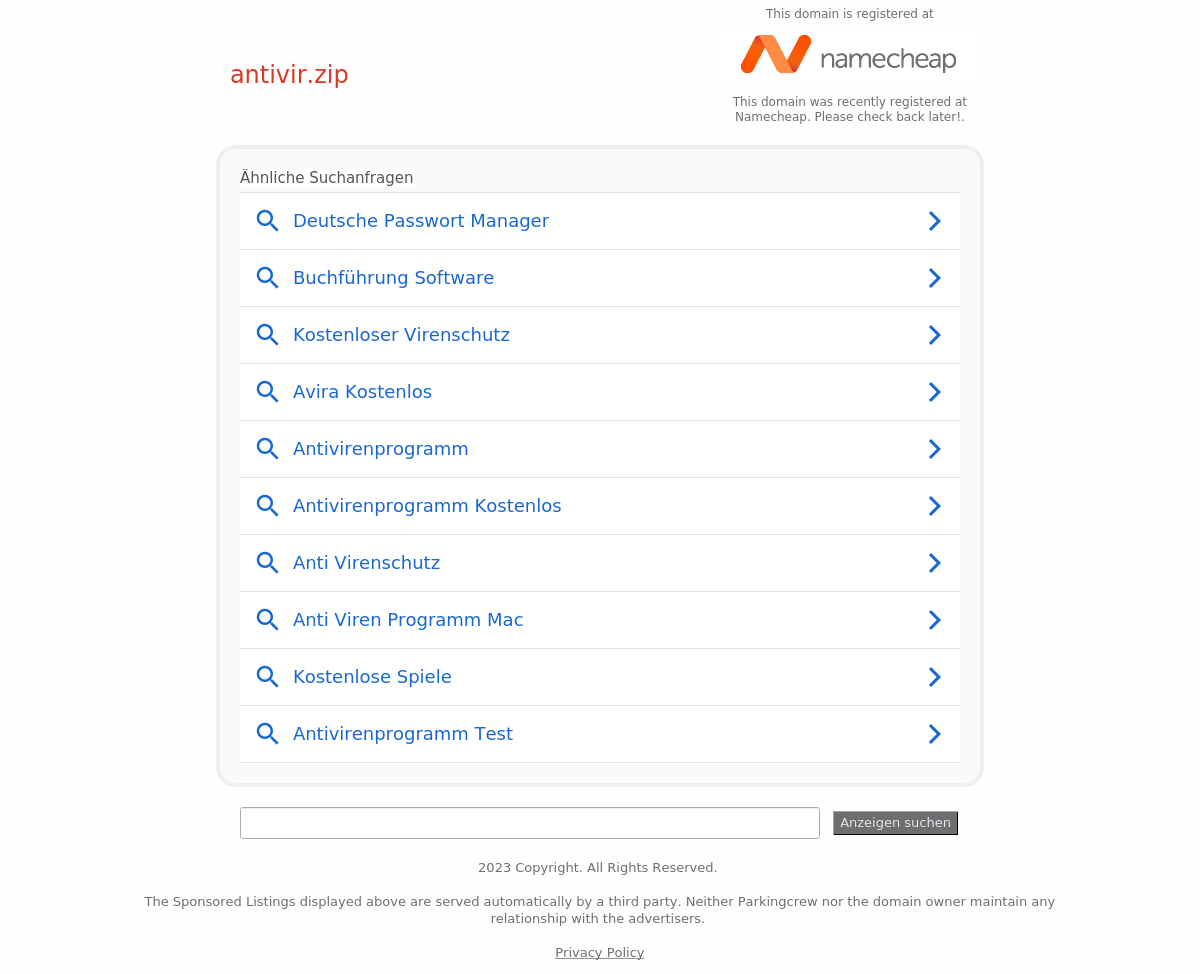 This domain is registered at
namecheap
antivir.zip
This domain was recently registered at
Namecheap. Please check back later!.
Ähnliche Suchanfragen
Deutsche Passwort Manager
Buchführung Software
Kostenloser Virenschutz
Avira Kostenlos
Antivirenprogramm
Antivirenprogramm Kostenlos
Anti Virenschutz
Anti Viren Programm Mac
Kostenlose Spiele
Antivirenprogramm Test
Anzeigen suchen
2023 Copyright. All Rights Reserved.
The Sponsored Listings displayed above are served automatically by a third party. Neither Parkingcrew nor the domain owner maintain any
relationship with the advertisers.
Privacy Policy